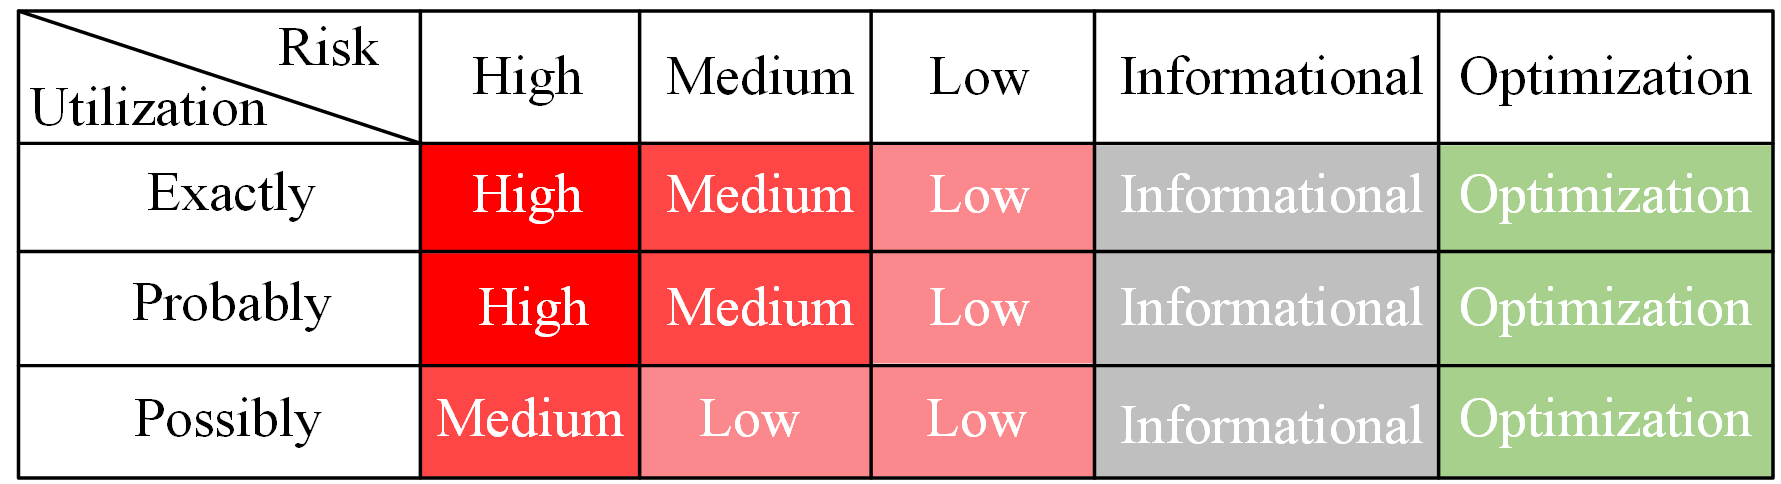 Risk
Utilization
High Medium Low Informational Optimization
Exactly High Medium Low Informational Optimization
Probably High Medium Low Informational Optimization
Possibly Medium Low Low Informational Optimization